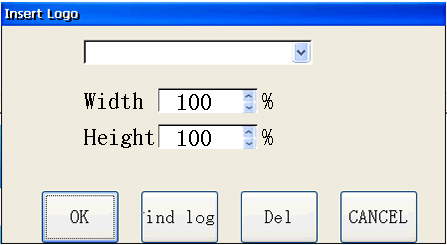 Insert Logo
Width 100 %
Height 100 %
OK ind log Del CANCEL